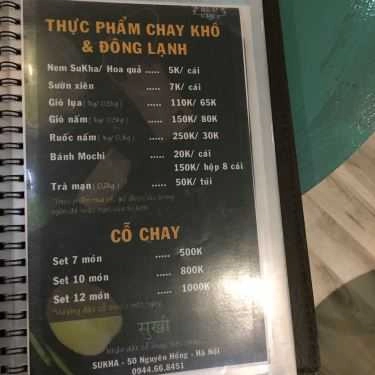 THỰC PHẨM CHAY KHÔ
& ĐÔNG LẠNH
Nem SuKha/ Hoa quả ..... 5K/ cái
Sườn xiên ..... 7K/ cái
Giò lụa ..... 110K/ 65K
Giò nấm ..... 150K/ 80K
Ruốc nấm ..... 250K/ 30K
Bánh Mochi ..... 20K/ cái
150K/ hộp 8 cái
Trà mạn ..... 50K/ túi
CỖ CHAY
Set 7 món ..... 500K
Set 10 món ..... 800K
Set 12 món ..... 1000K
सुखा
SUKHA - 50 Nguyên Hồng - Hà Nội
0944.66.8451